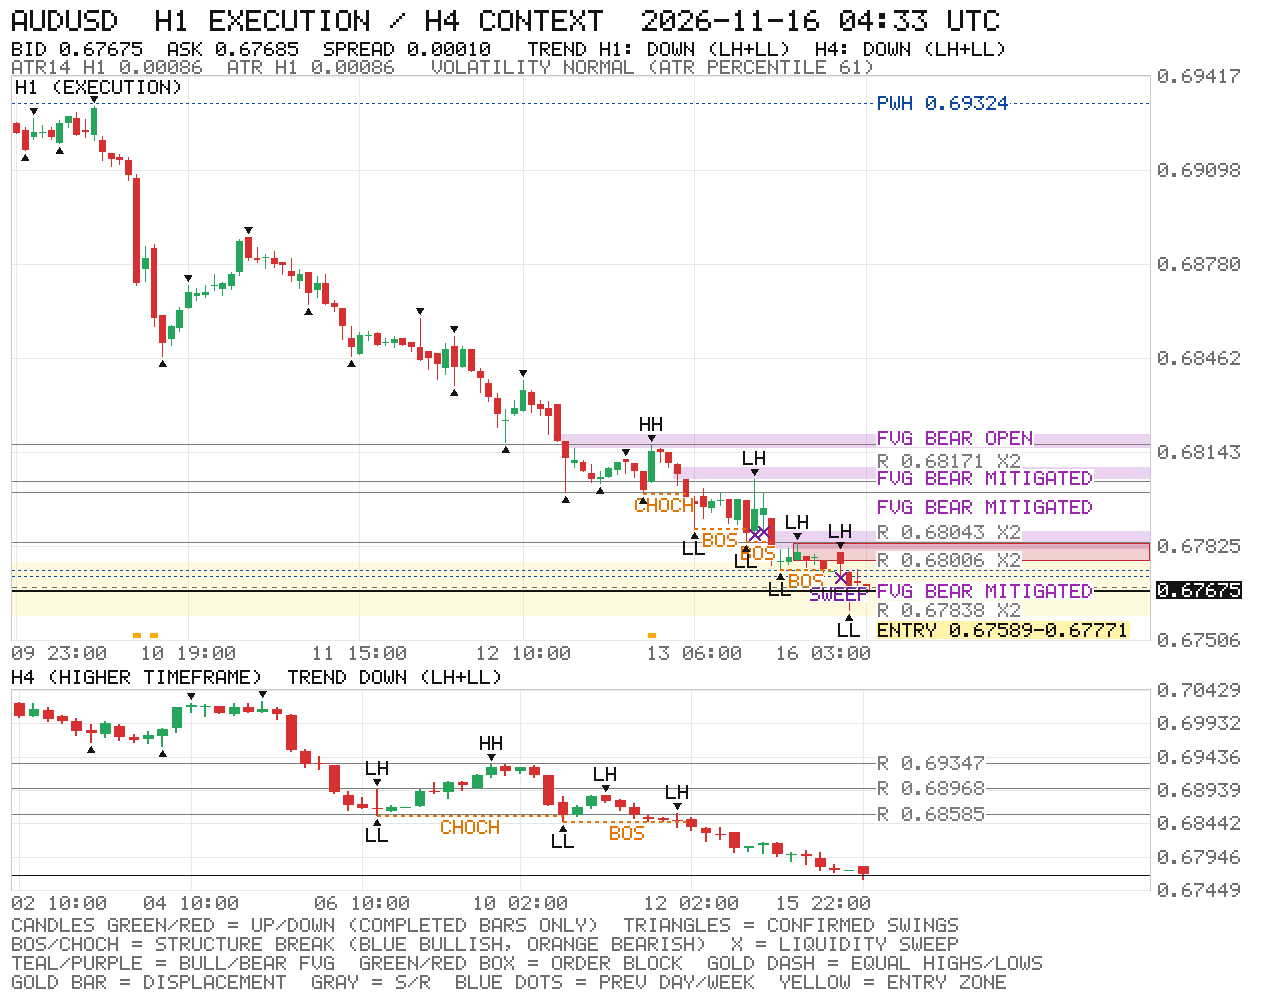 AUDUSD  H1 EXECUTION / H4 CONTEXT  2026-11-16 04:33 UTC
BID 0.67675  ASK 0.67685  SPREAD 0.00010  TREND H1: DOWN (LH+LL)  H4: DOWN (LH+LL)
ATR14 H1 0.00086  ATR H1 0.00086  VOLATILITY NORMAL (ATR PERCENTILE 61)
H1 (EXECUTION)
0.69417
PWH 0.69324
0.69098
0.68780
0.68462
HH
FVG BEAR OPEN
0.68143
R 0.68171 X2
LH
FVG BEAR MITIGATED
CHOCH
FVG BEAR MITIGATED
LH
LH
R 0.68043 X2
LL
BOS
BOS
0.67825
LL
R 0.68006 X2
BOS
LL
SWEEP
FVG BEAR MITIGATED
0.67675
R 0.67838 X2
LL
ENTRY 0.67589-0.67771
0.67506
09 23:00  10 19:00  11 15:00  12 10:00  13 06:00  16 03:00
H4 (HIGHER TIMEFRAME)  TREND DOWN (LH+LL)
0.70429
0.69932
HH
0.69436
R 0.69347
LH
LH
R 0.68968
0.68939
LH
R 0.68585
0.68442
CHOCH
LL
BOS
LL
0.67946
0.67449
02 10:00  04 10:00  06 10:00  10 02:00  12 02:00  15 22:00
CANDLES GREEN/RED = UP/DOWN (COMPLETED BARS ONLY)  TRIANGLES = CONFIRMED SWINGS
BOS/CHOCH = STRUCTURE BREAK (BLUE BULLISH, ORANGE BEARISH)  X = LIQUIDITY SWEEP
TEAL/PURPLE = BULL/BEAR FVG  GREEN/RED BOX = ORDER BLOCK  GOLD DASH = EQUAL HIGHS/LOWS
GOLD BAR = DISPLACEMENT  GRAY = S/R  BLUE DOTS = PREV DAY/WEEK  YELLOW = ENTRY ZONE